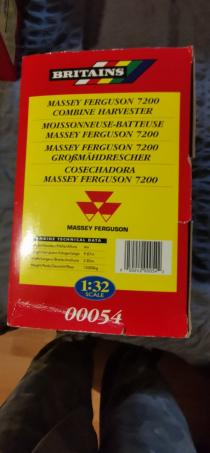 BRITAINS
MASSEY FERGUSON 7200
COMBINE HARVESTER
MOISSONNEUSE-BATTEUSE
MASSEY FERGUSON 7200
MASSEY FERGUSON 7200
GROßMÄHDRESCHER
COSECHADORA
MASSEY FERGUSON 7200
MASSEY FERGUSON
MACHINE TECHNICAL DATA
1:32
SCALE
00054